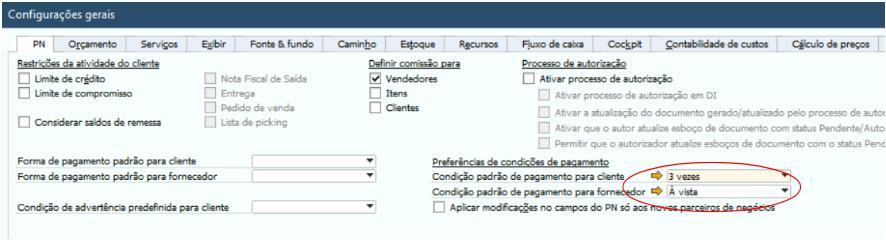 Configurações gerais
PN Orçamento Serviços Exibir Fonte & fundo Caminho Estoque Recursos Fluxo de caixa Cockpit Contabilidade de custos Cálculo de preços
Restrições da atividade do cliente Definir comissão para Processo de autorização
Limite de crédito Nota Fiscal de Saída Vendedores Ativar processo de autorização
Limite de compromisso Entrega Itens Ativar processo de autorização em DI
Pedido de venda Clientes Ativar a atualização do documento gerado/atualizado pelo processo de autor
Considerar saldos de remessa Lista de picking Ativar que o autor atualize esboço de documento com status Pendente/Autor
Permitir que o autorizador atualize esboços de documento com o status Pend
Forma de pagamento padrão para cliente Preferências de condições de pagamento
Forma de pagamento padrão para fornecedor Condição padrão de pagamento para cliente 3 vezes
Condição padrão de pagamento para fornecedor À vista
Condição de advertência predefinida para cliente Aplicar modificações no campos do PN só aos novos parceiros de negócios